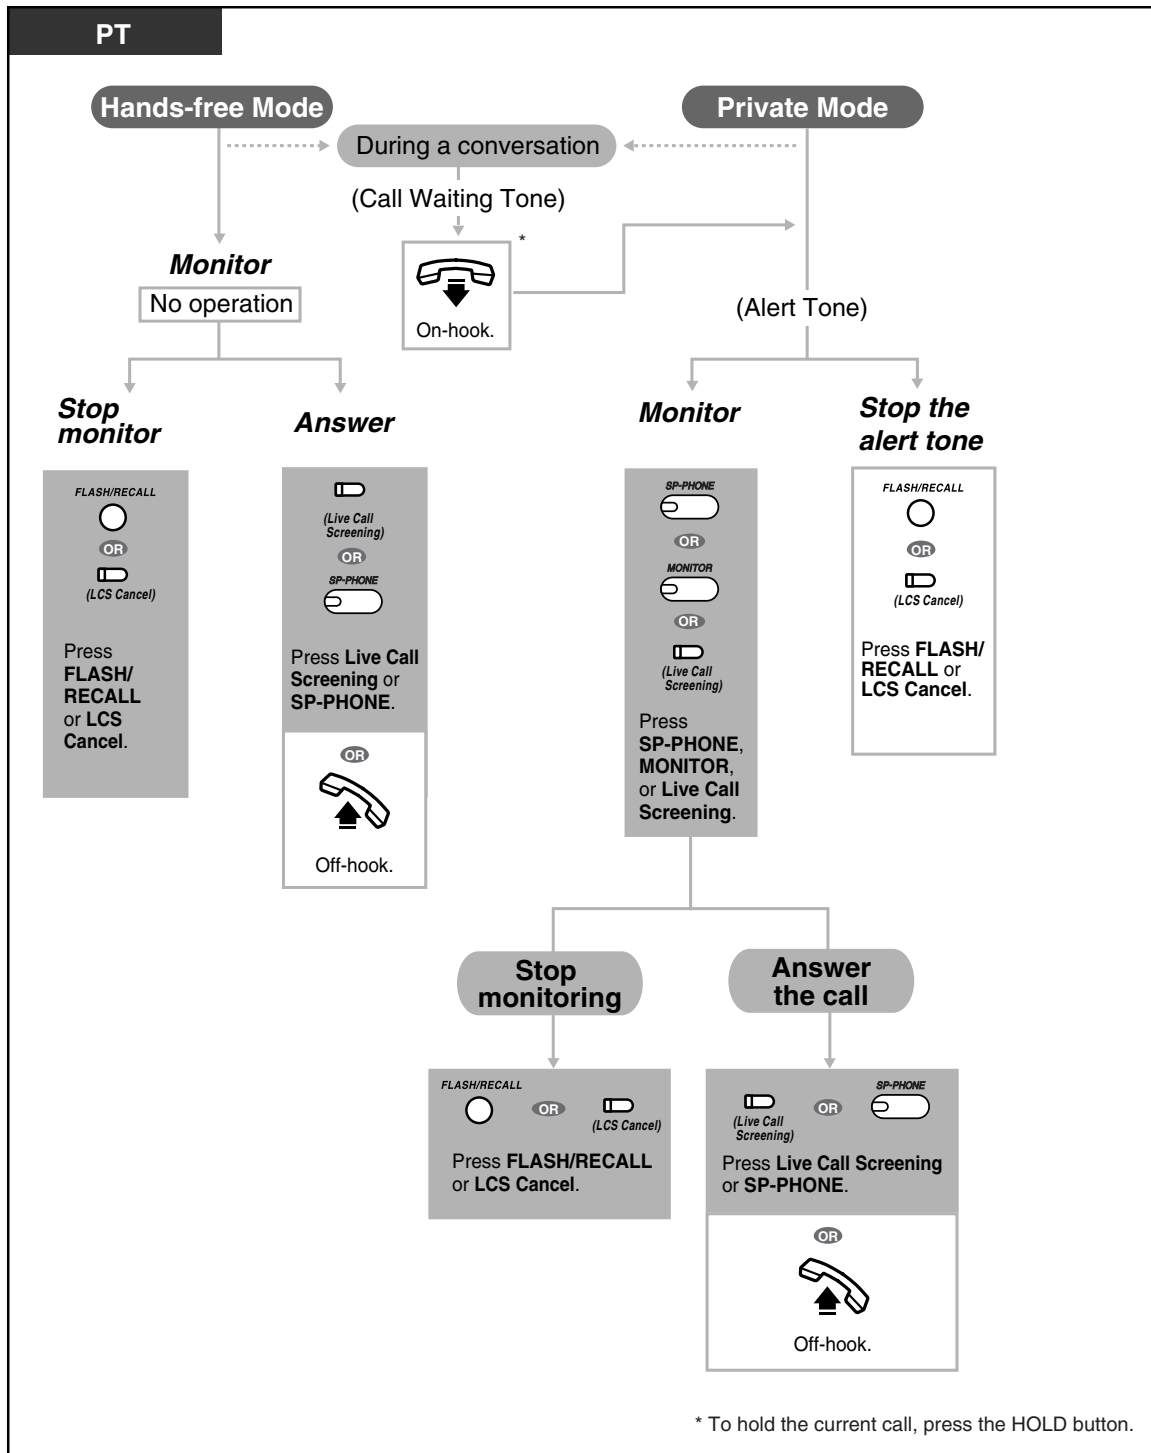 PT
Hands-free Mode
Private Mode
During a conversation
(Call Waiting Tone)
*
On-hook.
Monitor
No operation
(Alert Tone)
Stop
monitor
Answer
Monitor
Stop the
alert tone
FLASH/RECALL
OR
(LCS Cancel)
Press
FLASH/
RECALL
or LCS
Cancel.
(Live Call
Screening)
OR
SP-PHONE
Press Live Call
Screening or
SP-PHONE.
OR
Off-hook.
SP-PHONE
OR
MONITOR
OR
(Live Call
Screening)
Press
SP-PHONE,
MONITOR,
or Live Call
Screening.
FLASH/RECALL
OR
(LCS Cancel)
Press FLASH/
RECALL or
LCS Cancel.
Stop
monitoring
Answer
the call
FLASH/RECALL
OR
(LCS Cancel)
Press FLASH/RECALL
or LCS Cancel.
(Live Call
Screening)
OR
SP-PHONE
Press Live Call Screening
or SP-PHONE.
OR
Off-hook.
* To hold the current call, press the HOLD button.